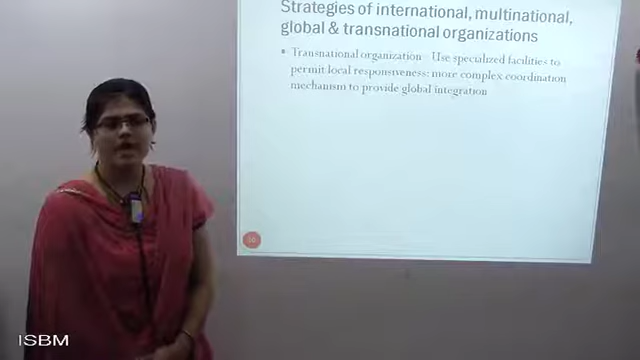 Strategies of international, multinational,
global & transnational organizations
• Transnational organization – Use specialized facilities to
permit local responsiveness: more complex coordination
mechanism to provide global integration
ISBM